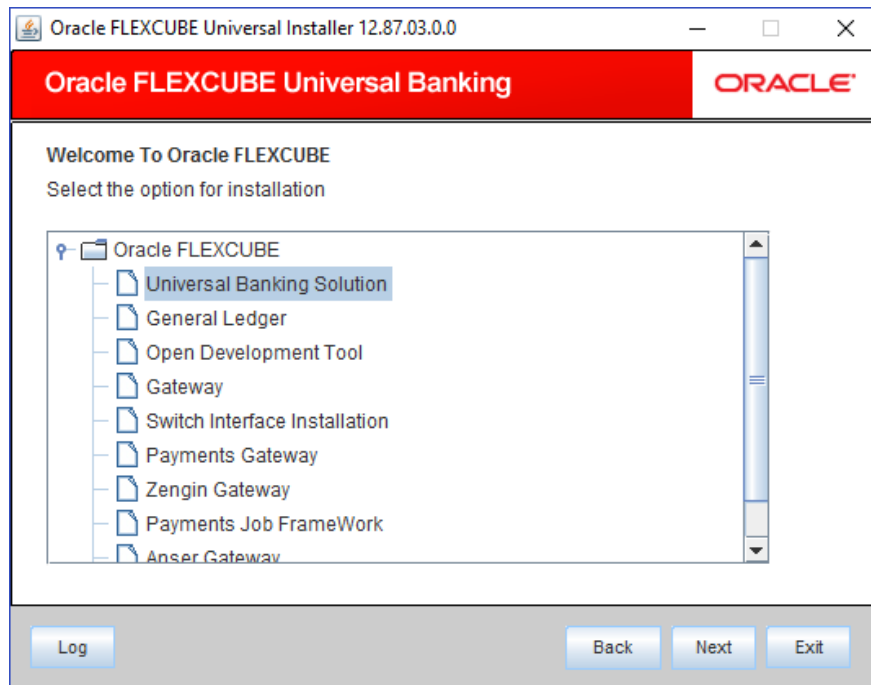 Oracle FLEXCUBE Universal Installer 12.87.03.0.0
Oracle FLEXCUBE Universal Banking
ORACLE
Welcome To Oracle FLEXCUBE
Select the option for installation
Oracle FLEXCUBE
Universal Banking Solution
General Ledger
Open Development Tool
Gateway
Switch Interface Installation
Payments Gateway
Zengin Gateway
Payments Job FrameWork
Anser Gateway
Log Back Next Exit